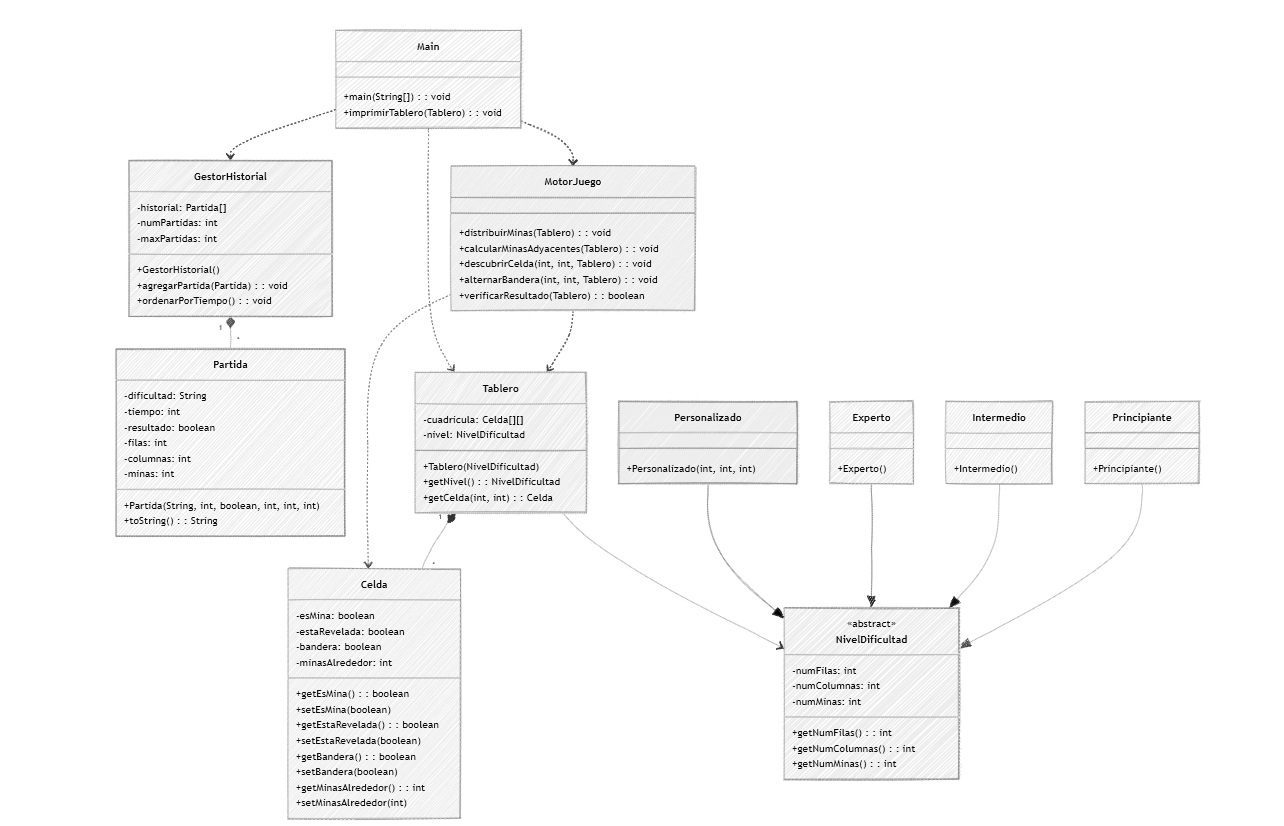 Main
+main(String[]) : : void
+imprimirTablero(Tablero) : : void
GestorHistorial
-historial: Partida[]
-numPartidas: int
-maxPartidas: int
+GestorHistorial()
+agregarPartida(Partida) : : void
+ordenarPorTiempo() : : void
MotorJuego
+distribuirMinas(Tablero) : : void
+calcularMinasAdyacentes(Tablero) : : void
+descubrirCelda(int, int, Tablero) : : void
+alternarBandera(int, int, Tablero) : : void
+verificarResultado(Tablero) : : boolean
1
*
Partida
-dificultad: String
-tiempo: int
-resultado: boolean
-filas: int
-columnas: int
-minas: int
+Partida(String, int, boolean, int, int, int)
+toString() : : String
Tablero
-cuadricula: Celda[][]
-nivel: NivelDificultad
+Tablero(NivelDificultad)
+getNivel() : : NivelDificultad
+getCelda(int, int) : : Celda
1
*
Personalizado
+Personalizado(int, int, int)
Experto
+Experto()
Intermedio
+Intermedio()
Principiante
+Principiante()
Celda
-esMina: boolean
-estaRevelada: boolean
-bandera: boolean
-minasAlrededor: int
+getEsMina() : : boolean
+setEsMina(boolean)
+getEstaRevelada() : : boolean
+setEstaRevelada(boolean)
+getBandera() : : boolean
+setBandera(boolean)
+getMinasAlrededor() : : int
+setMinasAlrededor(int)
«abstract»
NivelDificultad
-numFilas: int
-numColumnas: int
-numMinas: int
+getNumFilas() : : int
+getNumColumnas() : : int
+getNumMinas() : : int